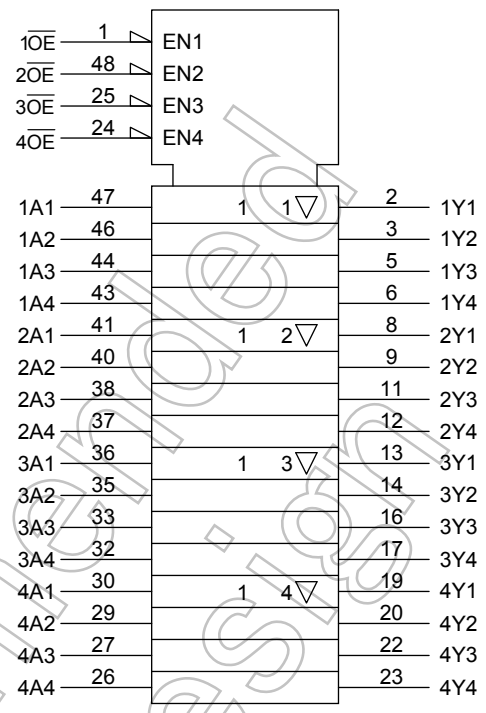 1OE 1 EN1
2OE 48 EN2
3OE 25 EN3
4OE 24 EN4
1A1 47 1 1 2 1Y1
1A2 46 3 1Y2
1A3 44 5 1Y3
1A4 43 6 1Y4
2A1 41 1 2 8 2Y1
2A2 40 9 2Y2
2A3 38 11 2Y3
2A4 37 12 2Y4
3A1 36 1 3 13 3Y1
3A2 35 14 3Y2
3A3 33 16 3Y3
3A4 32 17 3Y4
4A1 30 1 4 19 4Y1
4A2 29 20 4Y2
4A3 27 22 4Y3
4A4 26 23 4Y4
ended
esign